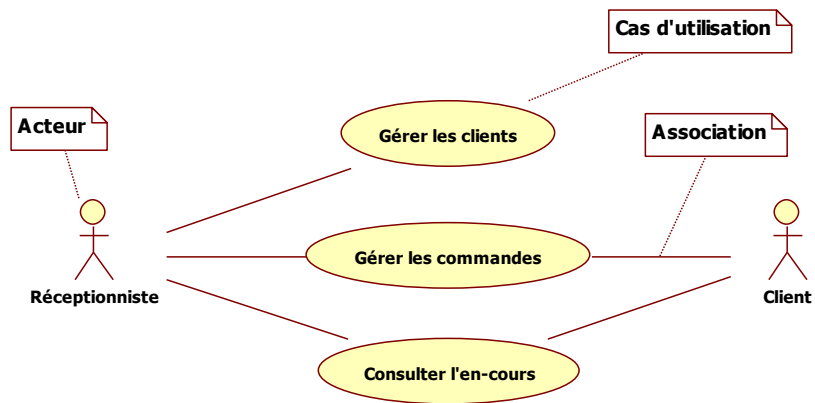 Cas d'utilisation
Acteur
Gérer les clients
Association
Gérer les commandes
Réceptionniste
Client
Consulter l'en-cours